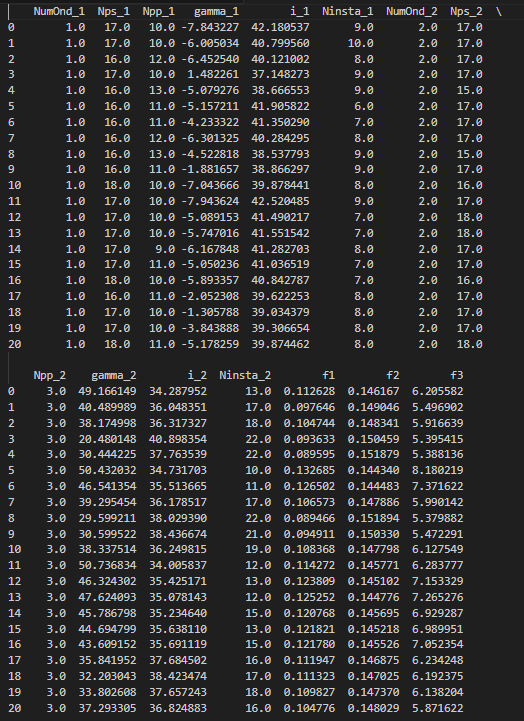 NumOnd_1 Nps_1 Npp_1 gamma_1 i_1 Ninsta_1 NumOnd_2 Nps_2 \
0 1.0 17.0 10.0 -7.843227 42.180537 9.0 2.0 17.0
1 1.0 17.0 10.0 -6.005034 40.799560 10.0 2.0 17.0
2 1.0 16.0 12.0 -6.452540 40.121002 8.0 2.0 17.0
3 1.0 17.0 10.0 1.482261 37.148273 9.0 2.0 17.0
4 1.0 16.0 13.0 -5.079276 38.666553 9.0 2.0 15.0
5 1.0 16.0 11.0 -5.157211 41.905822 6.0 2.0 17.0
6 1.0 16.0 11.0 -4.233322 41.350290 7.0 2.0 17.0
7 1.0 16.0 12.0 -6.301325 40.284295 8.0 2.0 17.0
8 1.0 16.0 13.0 -4.522818 38.537793 9.0 2.0 15.0
9 1.0 16.0 11.0 -1.881657 38.866297 9.0 2.0 17.0
10 1.0 18.0 10.0 -7.043666 39.878441 8.0 2.0 16.0
11 1.0 17.0 10.0 -7.943624 42.520485 9.0 2.0 17.0
12 1.0 17.0 10.0 -5.089153 41.490217 7.0 2.0 18.0
13 1.0 17.0 10.0 -5.747016 41.551542 7.0 2.0 18.0
14 1.0 17.0 9.0 -6.167848 41.282703 8.0 2.0 17.0
15 1.0 17.0 11.0 -5.050236 41.036519 7.0 2.0 17.0
16 1.0 18.0 10.0 -5.893357 40.842787 7.0 2.0 16.0
17 1.0 16.0 11.0 -2.052308 39.622253 8.0 2.0 17.0
18 1.0 17.0 10.0 -1.305788 39.034379 8.0 2.0 17.0
19 1.0 17.0 10.0 -3.843888 39.306654 8.0 2.0 17.0
20 1.0 18.0 11.0 -5.178259 39.874462 8.0 2.0 18.0
Npp_2 gamma_2 i_2 Ninsta_2 f1 f2 f3
0 3.0 49.166149 34.287952 13.0 0.112628 0.146167 6.205582
1 3.0 40.489989 36.048351 17.0 0.097646 0.149046 5.496902
2 3.0 38.174998 36.317327 18.0 0.104744 0.148341 5.916639
3 3.0 20.480148 40.898354 22.0 0.093633 0.150459 5.395415
4 3.0 30.444225 37.763539 22.0 0.089595 0.151879 5.388136
5 3.0 50.432032 34.731703 10.0 0.132685 0.144340 8.180219
6 3.0 46.541354 35.513665 11.0 0.126502 0.144483 7.371622
7 3.0 39.295454 36.178517 17.0 0.106573 0.147886 5.990142
8 3.0 29.599211 38.029390 22.0 0.089466 0.151894 5.379882
9 3.0 30.599522 38.436674 21.0 0.094911 0.150330 5.472291
10 3.0 38.337514 36.249815 19.0 0.108368 0.147798 6.127549
11 3.0 50.736834 34.005837 12.0 0.114272 0.145771 6.283777
12 3.0 46.324302 35.425171 13.0 0.123809 0.145102 7.153329
13 3.0 47.624093 35.078143 12.0 0.125252 0.144776 7.265276
14 3.0 45.786798 35.234640 15.0 0.120768 0.145695 6.929287
15 3.0 44.694799 35.638110 13.0 0.121821 0.145218 6.989951
16 3.0 43.609152 35.691119 15.0 0.121780 0.145526 7.052354
17 3.0 35.841952 37.684502 16.0 0.111947 0.146875 6.234248
18 3.0 32.203043 38.423474 17.0 0.111323 0.147025 6.192375
19 3.0 33.802608 37.657243 18.0 0.109827 0.147370 6.138204
20 3.0 37.293305 36.824883 16.0 0.104776 0.148029 5.871622